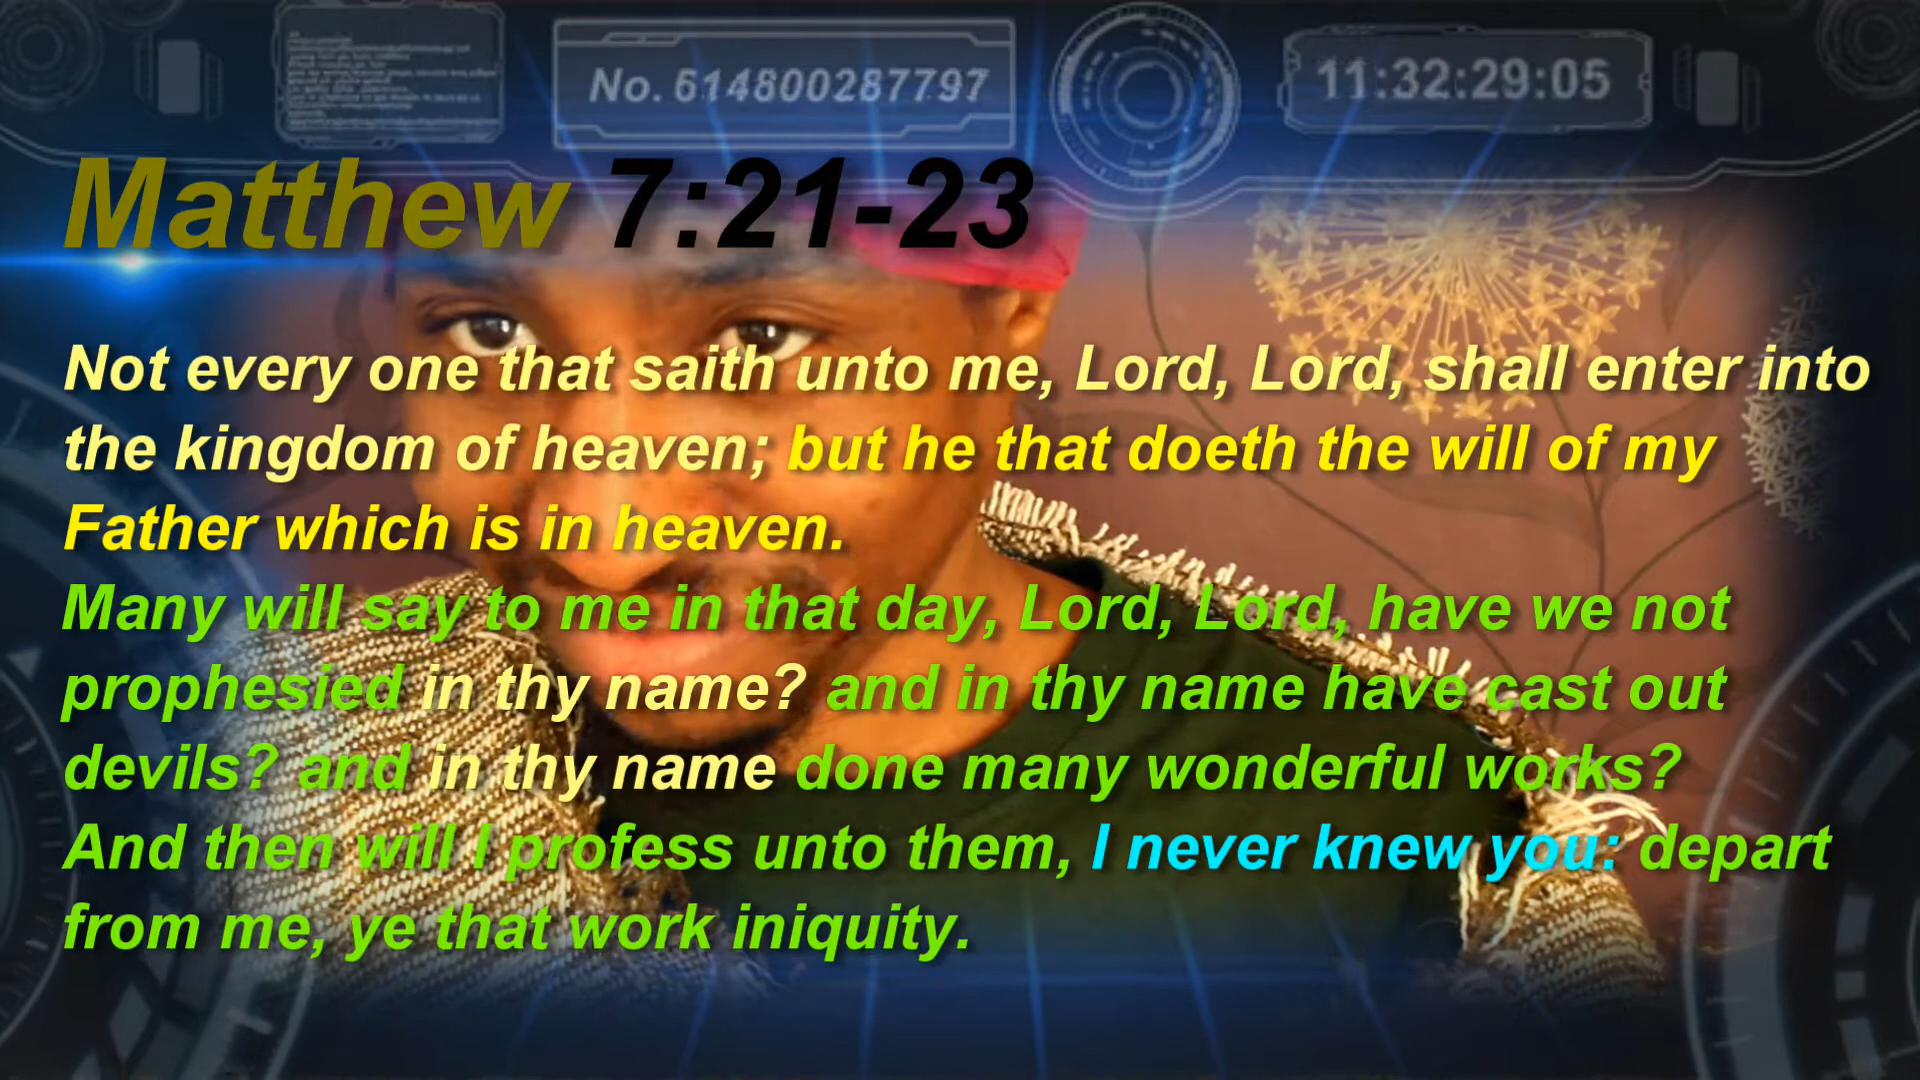 No. 614800287797
11:32:29:05
Matthew 7:21-23
Not every one that saith unto me, Lord, Lord, shall enter into
the kingdom of heaven; but he that doeth the will of my
Father which is in heaven.
Many will say to me in that day, Lord, Lord, have we not
prophesied in thy name? and in thy name have cast out
devils? and in thy name done many wonderful works?
And then will I profess unto them, I never knew you: depart
from me, ye that work iniquity.